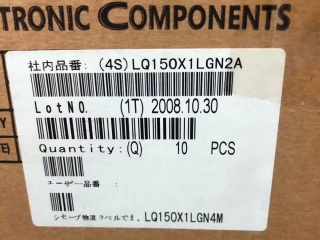 TRONIC COMPONENTS
社内品番: (4S) LQ150X1LGN2A
Lot NO. (1T) 2008.10.30
Quantity: (Q) 10 PCS
ユーザー品番 :
シャープ物流ラベルです。 LQ150X1LGN4M